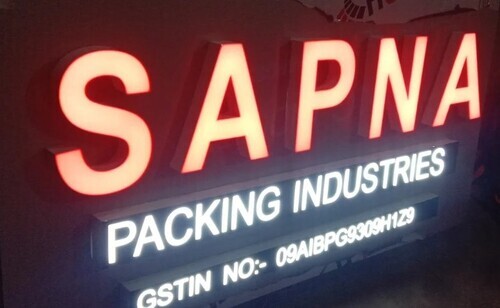 SAPNA
PACKING INDUSTRIES
GSTIN NO:- 09AIBPG9309H1Z9